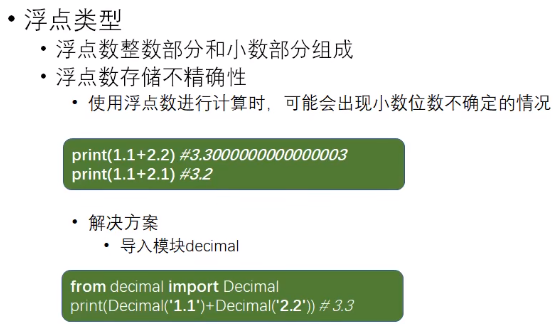 • 浮点类型
• 浮点数整数部分和小数部分组成
• 浮点数存储不精确性
• 使用浮点数进行计算时，可能会出现小数位数不确定的情况
print(1.1+2.2) #3.3000000000000003
print(1.1+2.1) #3.2
• 解决方案
• 导入模块decimal
from decimal import Decimal
print(Decimal('1.1')+Decimal('2.2')) # 3.3